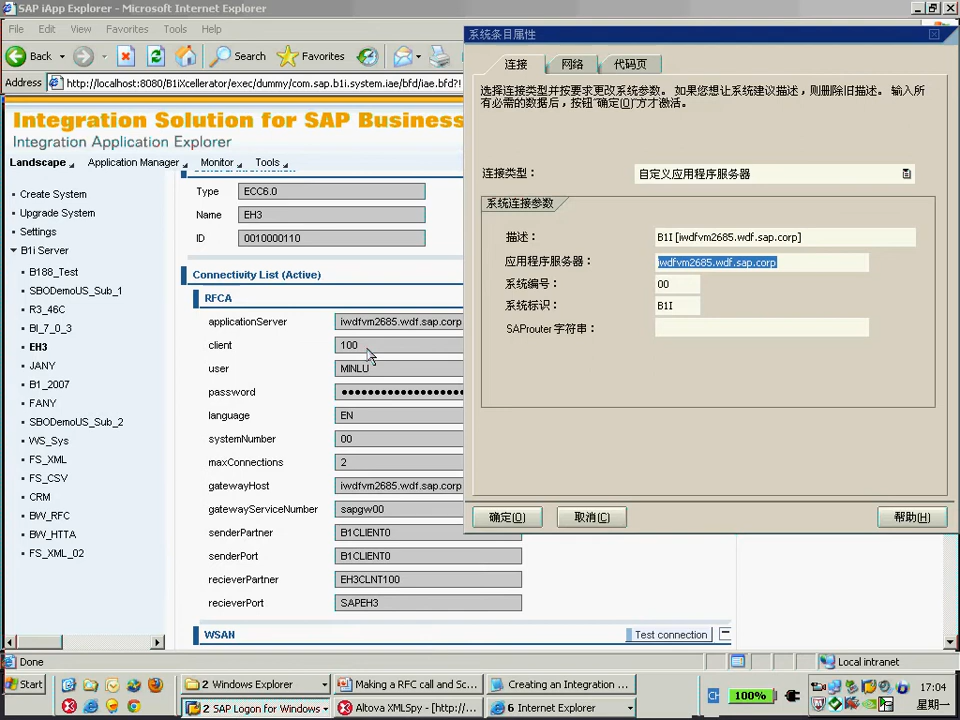 SAP iApp Explorer - Microsoft Internet Explorer
File Edit View Favorites Tools Help
Back Search Favorites
Address http://localhost:8080/B1iXcellerator/exec/dummy/com.sap.b1i.system.iae/bfd/iae.bfd?!
Integration Solution for SAP Business
Integration Application Explorer
Landscape Application Manager Monitor Tools
Create System
Upgrade System
Settings
B1i Server
B188_Test
SBODemoUS_Sub_1
R3_46C
BI_7_0_3
EH3
JANY
B1_2007
FANY
SBODemoUS_Sub_2
WS_Sys
FS_XML
FS_CSV
CRM
BW_RFC
BW_HTTA
FS_XML_02
General Information
Type ECC6.0
Name EH3
ID 0010000110
Connectivity List (Active)
RFCA
applicationServer iwdfvm2685.wdf.sap.corp
client 100
user MINLU
password ●●●●●●●●●●●●●●●●●●●●
language EN
systemNumber 00
maxConnections 2
gatewayHost iwdfvm2685.wdf.sap.corp
gatewayServiceNumber sapgw00
senderPartner B1CLIENT0
senderPort B1CLIENT0
recieverPartner EH3CLNT100
recieverPort SAPEH3
WSAN Test connection
系统条目属性
连接 网络 代码页
选择连接类型并按要求更改系统参数。如果您想让系统建议描述，则删除旧描述。输入所
有必需的数据后，按钮“确定(O)”方才激活。
连接类型： 自定义应用程序服务器
系统连接参数
描述： B1I [iwdfvm2685.wdf.sap.corp]
应用程序服务器： iwdfvm2685.wdf.sap.corp
系统编号： 00
系统标识： B1I
SAProuter 字符串：
确定(O) 取消(C) 帮助(H)
Done Local intranet
Start 2 Windows Explorer Making a RFC call and Sc... Creating an Integration ... 100% 17:04
2 SAP Logon for Windows Altova XMLSpy - [http://... 6 Internet Explorer 星期一